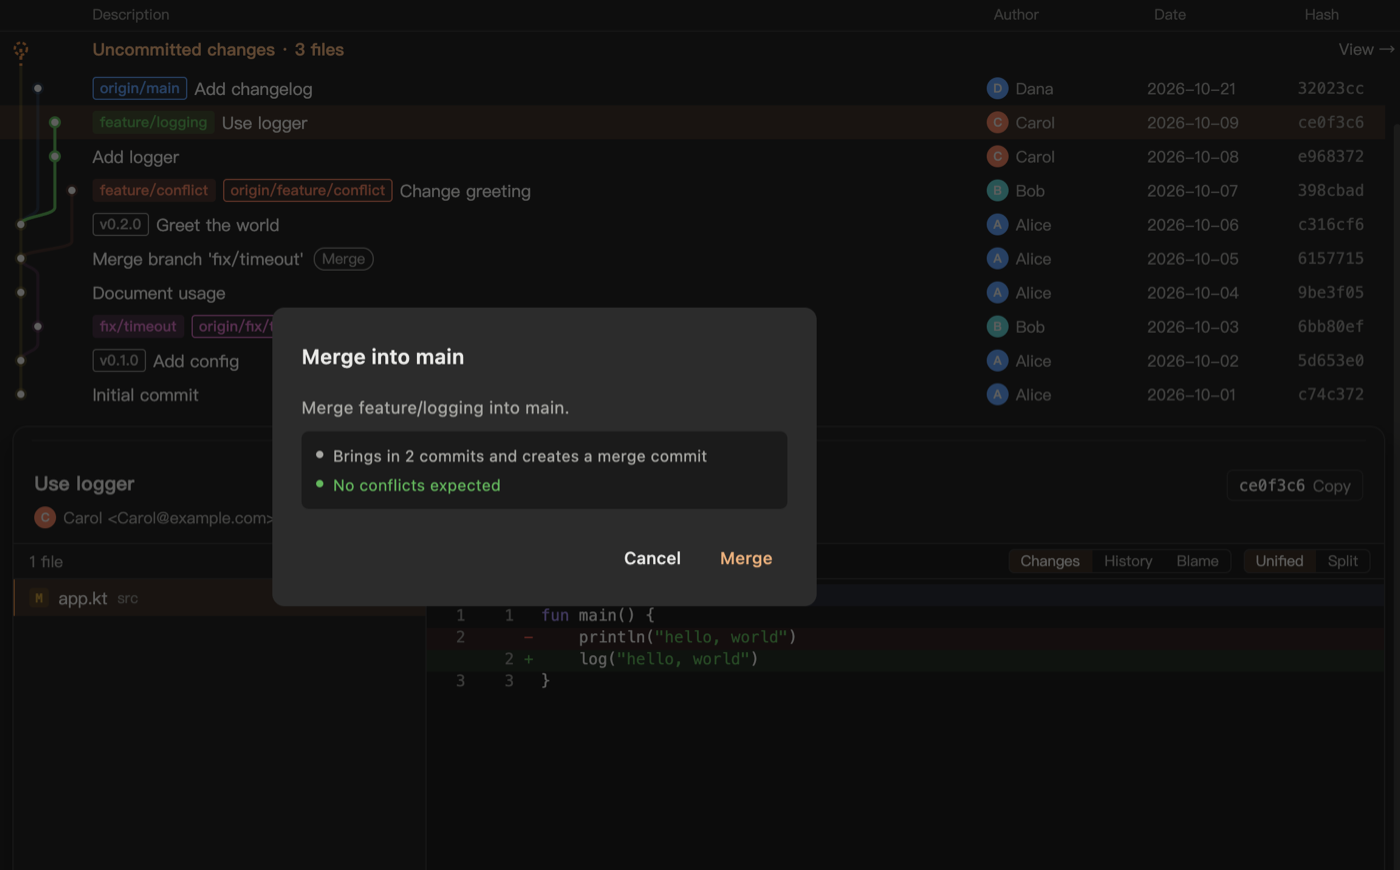 Description Author Date Hash
Uncommitted changes · 3 files View →
origin/main Add changelog D Dana 2026-10-21 32023cc
feature/logging Use logger C Carol 2026-10-09 ce0f3c6
Add logger C Carol 2026-10-08 e968372
feature/conflict origin/feature/conflict Change greeting B Bob 2026-10-07 398cbad
v0.2.0 Greet the world A Alice 2026-10-06 c316cf6
Merge branch 'fix/timeout' Merge A Alice 2026-10-05 6157715
Document usage A Alice 2026-10-04 9be3f05
fix/timeout origin/fix/ B Bob 2026-10-03 6bb80ef
v0.1.0 Add config A Alice 2026-10-02 5d653e0
Initial commit A Alice 2026-10-01 c74c372
Merge into main
Merge feature/logging into main.
Brings in 2 commits and creates a merge commit
No conflicts expected
Cancel Merge
Use logger ce0f3c6 Copy
C Carol <Carol@example.com>
1 file Changes History Blame Unified Split
M app.kt src
1 1 fun main() {
2 - println("hello, world")
2 + log("hello, world")
3 3 }